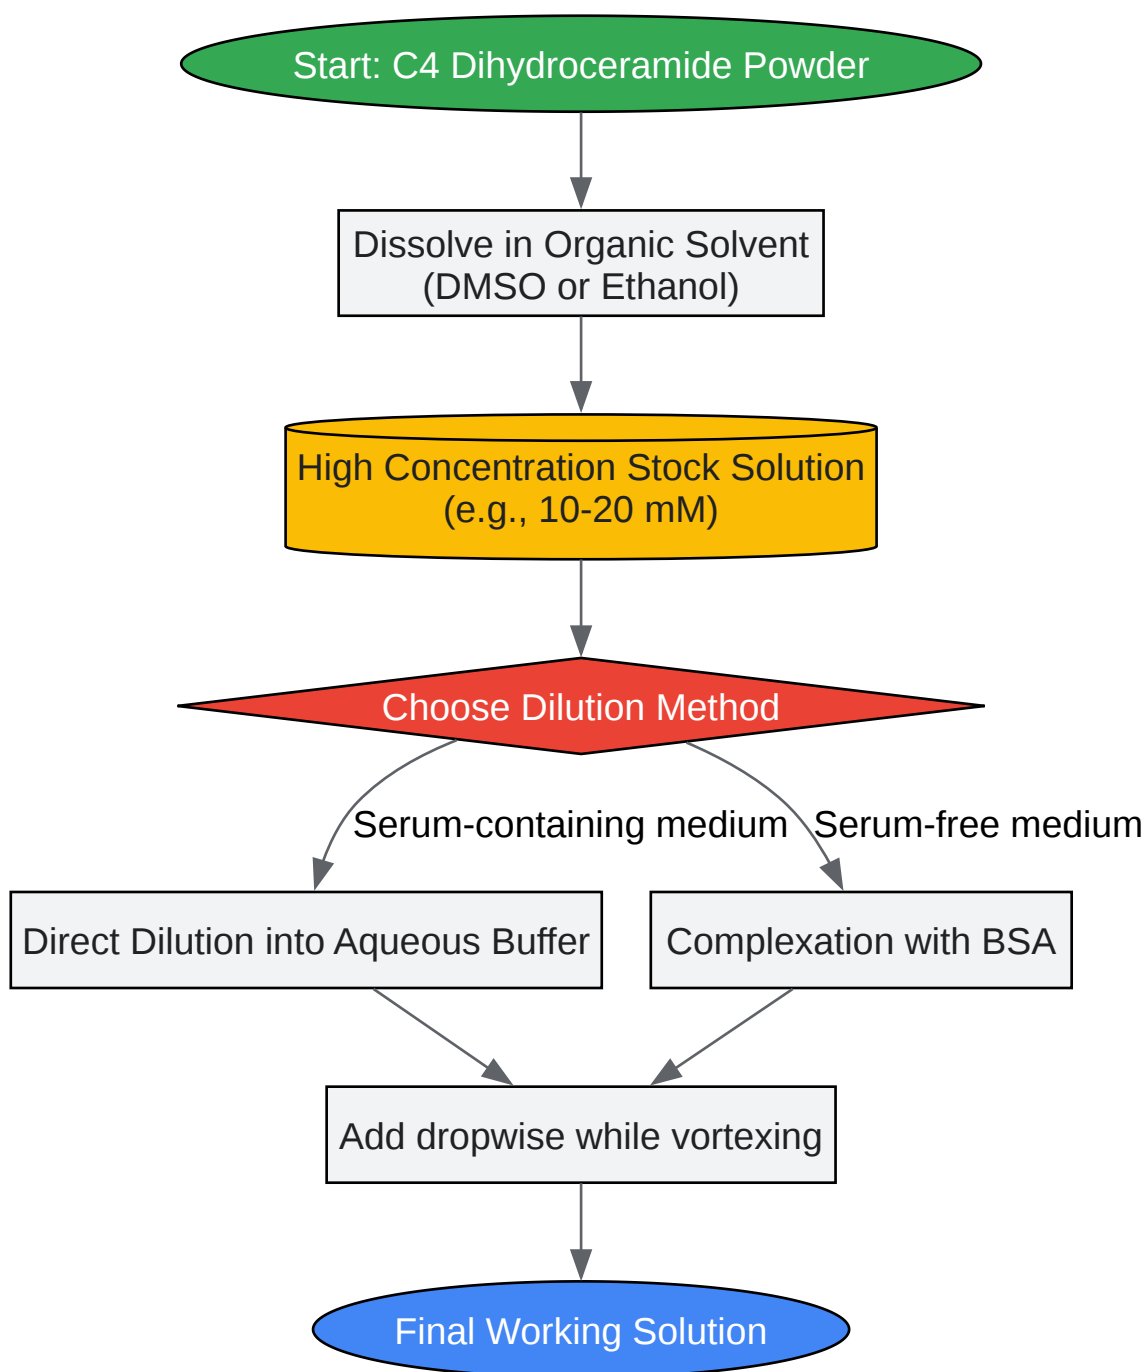 Start: C4 Dihydroceramide Powder
Dissolve in Organic Solvent
(DMSO or Ethanol)
High Concentration Stock Solution
(e.g., 10-20 mM)
Choose Dilution Method
Serum-containing medium
Serum-free medium
Direct Dilution into Aqueous Buffer
Complexation with BSA
Add dropwise while vortexing
Final Working Solution